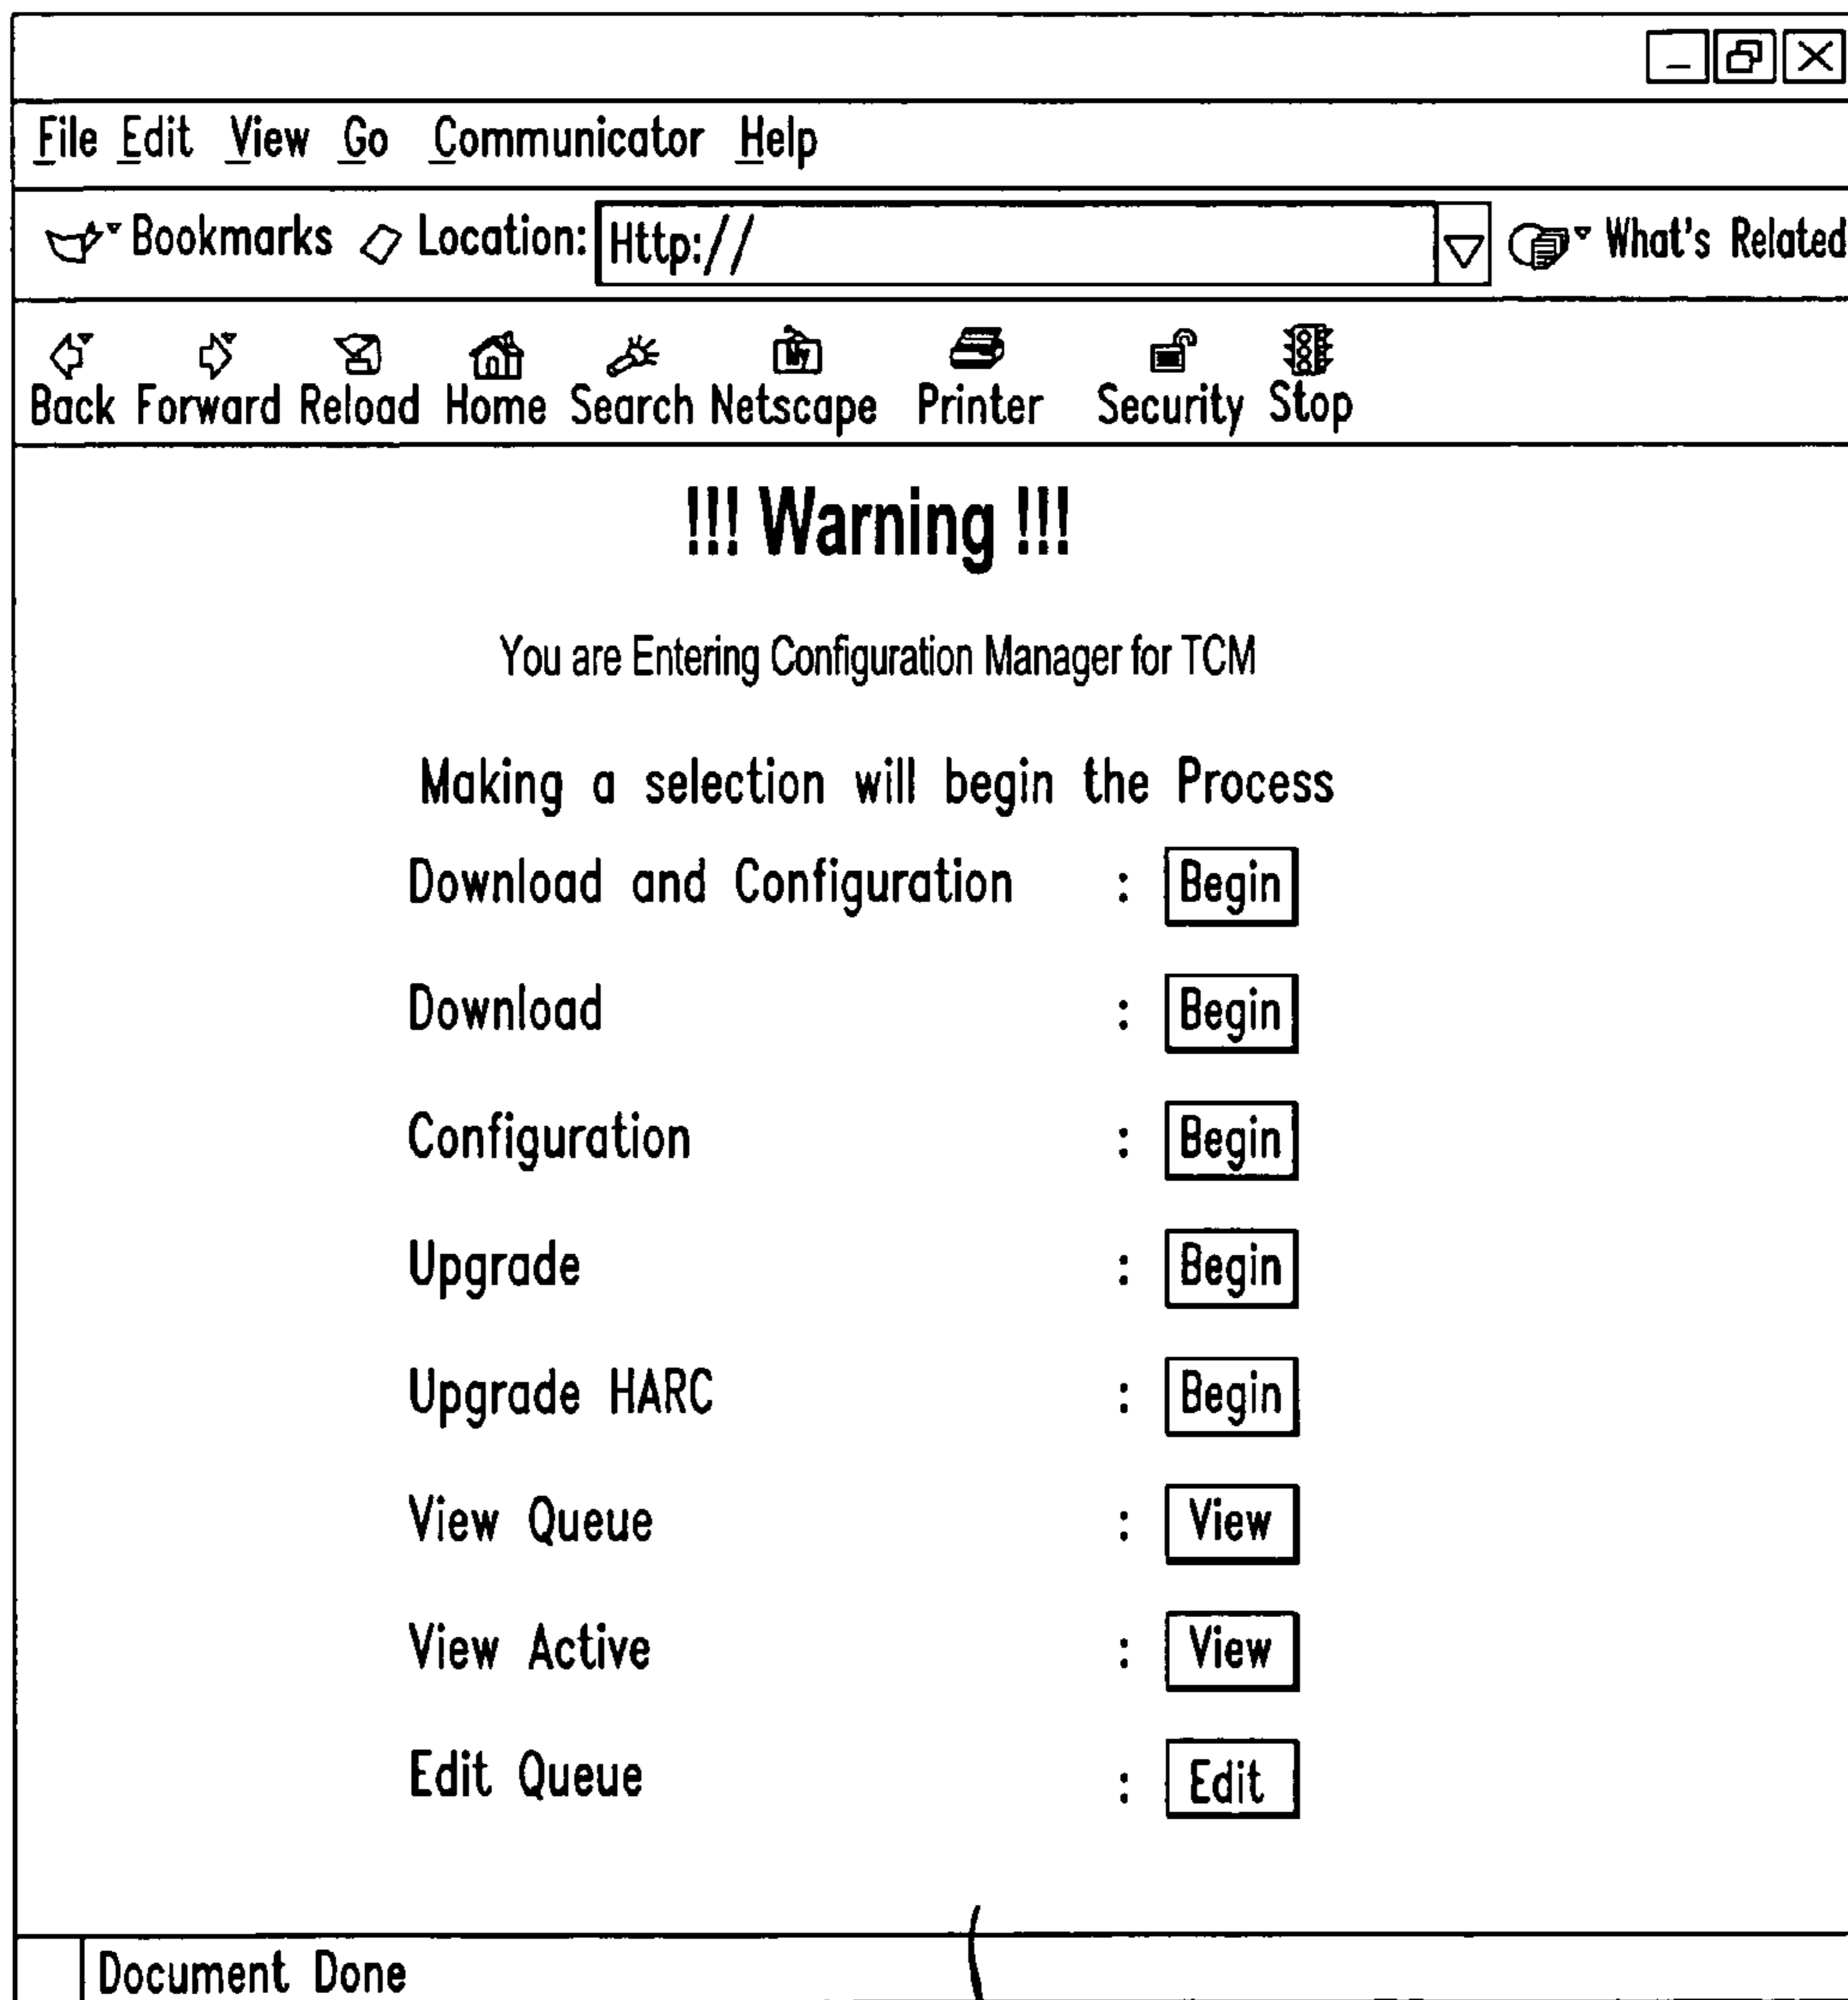 File Edit View Go Communicator Help
Bookmarks Location: Http:// What's Related
My
Back Forward Reload Home Search Netscape Printer Security Stop
!!! Warning !!!
You are Entering Configuration Manager for TCM
Making a selection will begin the Process
Download and Configuration : Begin
Download : Begin
Configuration : Begin
Upgrade : Begin
Upgrade HARC : Begin
View Queue : View
View Active : View
Edit Queue : Edit
Document Done